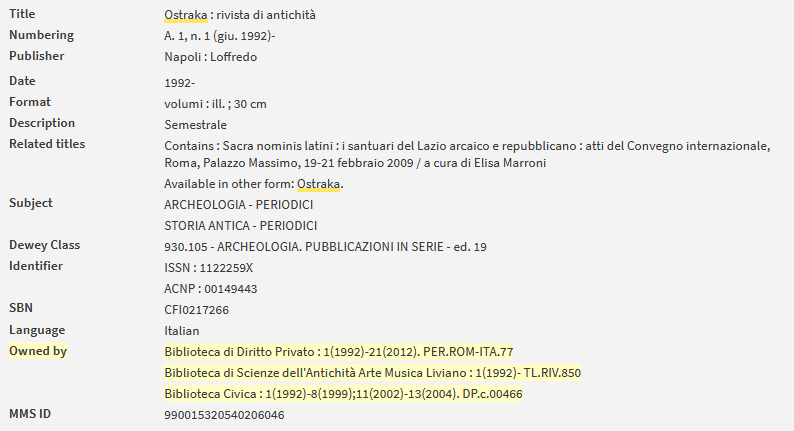 Title Ostraka : rivista di antichità
Numbering A. 1, n. 1 (giu. 1992)-
Publisher Napoli : Loffredo
Date 1992-
Format volumi : ill. ; 30 cm
Description Semestrale
Related titles Contains : Sacra nominis latini : i santuari del Lazio arcaico e repubblicano : atti del Convegno internazionale,
Roma, Palazzo Massimo, 19-21 febbraio 2009 / a cura di Elisa Marroni
Available in other form: Ostraka.
Subject ARCHEOLOGIA - PERIODICI
STORIA ANTICA - PERIODICI
Dewey Class 930.105 - ARCHEOLOGIA. PUBBLICAZIONI IN SERIE - ed. 19
Identifier ISSN : 1122259X
ACNP : 00149443
SBN CFI0217266
Language Italian
Owned by Biblioteca di Diritto Privato : 1(1992)-21(2012). PER.ROM-ITA.77
Biblioteca di Scienze dell'Antichità Arte Musica Liviano : 1(1992)- TL.RIV.850
Biblioteca Civica : 1(1992)-8(1999);11(2002)-13(2004). DP.c.00466
MMS ID 990015320540206046